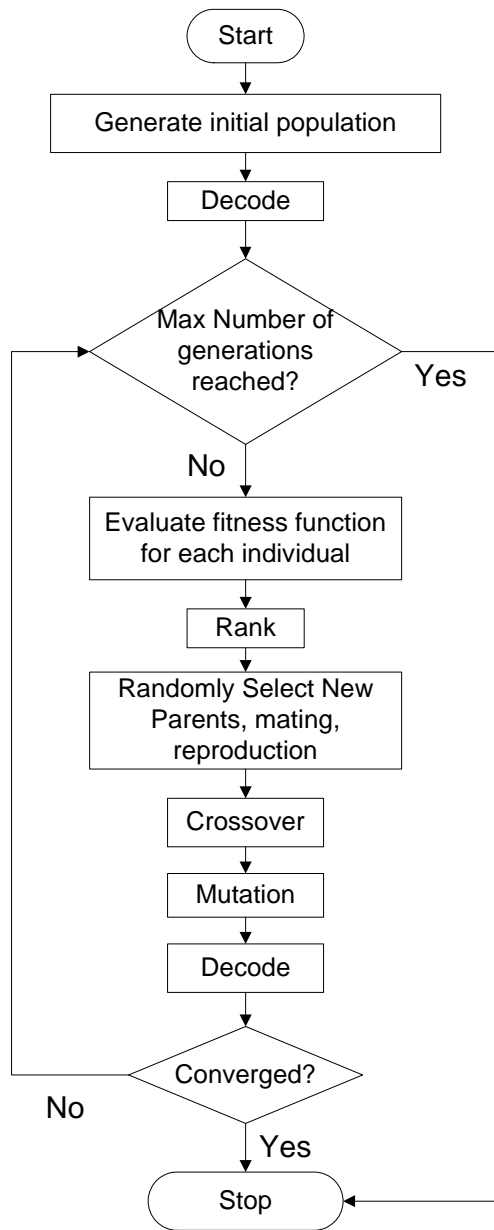 Start
Generate initial population
Decode
Max Number of
generations
reached?
Yes
No
Evaluate fitness function
for each individual
Rank
Randomly Select New
Parents, mating,
reproduction
Crossover
Mutation
Decode
Converged?
No
Yes
Stop